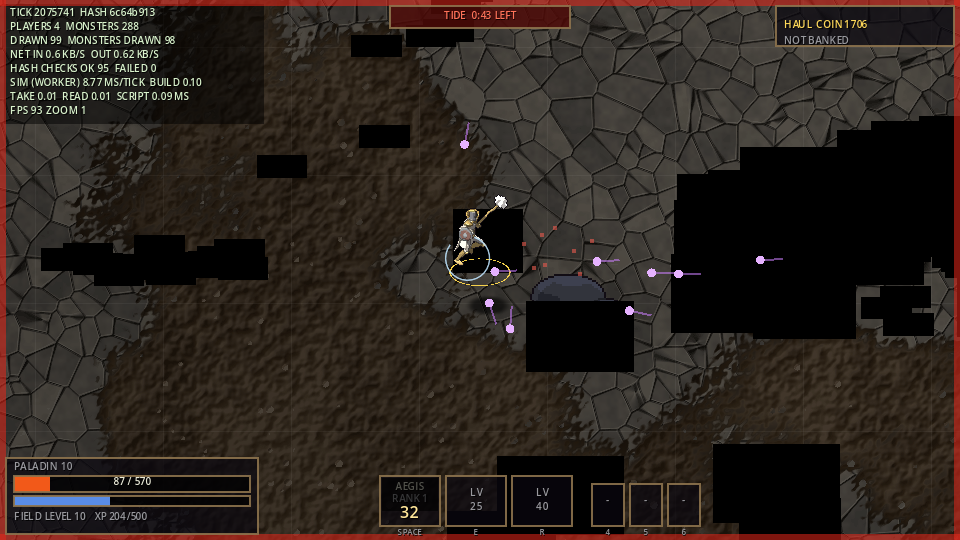 TICK 2075741 HASH 6c64b913
PLAYERS 4 MONSTERS 288
DRAWN 99 MONSTERS DRAWN 98
NET IN 0.6 KB/S OUT 0.62 KB/S
HASH CHECKS OK 95 FAILED 0
SIM (WORKER) 8.77 MS/TICK BUILD 0.10
TAKE 0.01 READ 0.01 SCRIPT 0.09 MS
FPS 93 ZOOM 1
TIDE 0:43 LEFT
HAUL COIN 1706
NOT BANKED
PALADIN 10
87 / 570
FIELD LEVEL 10 XP 204/500
AEGIS
RANK 1
32
SPACE
LV
25
E
LV
40
R
-
4
-
5
-
6